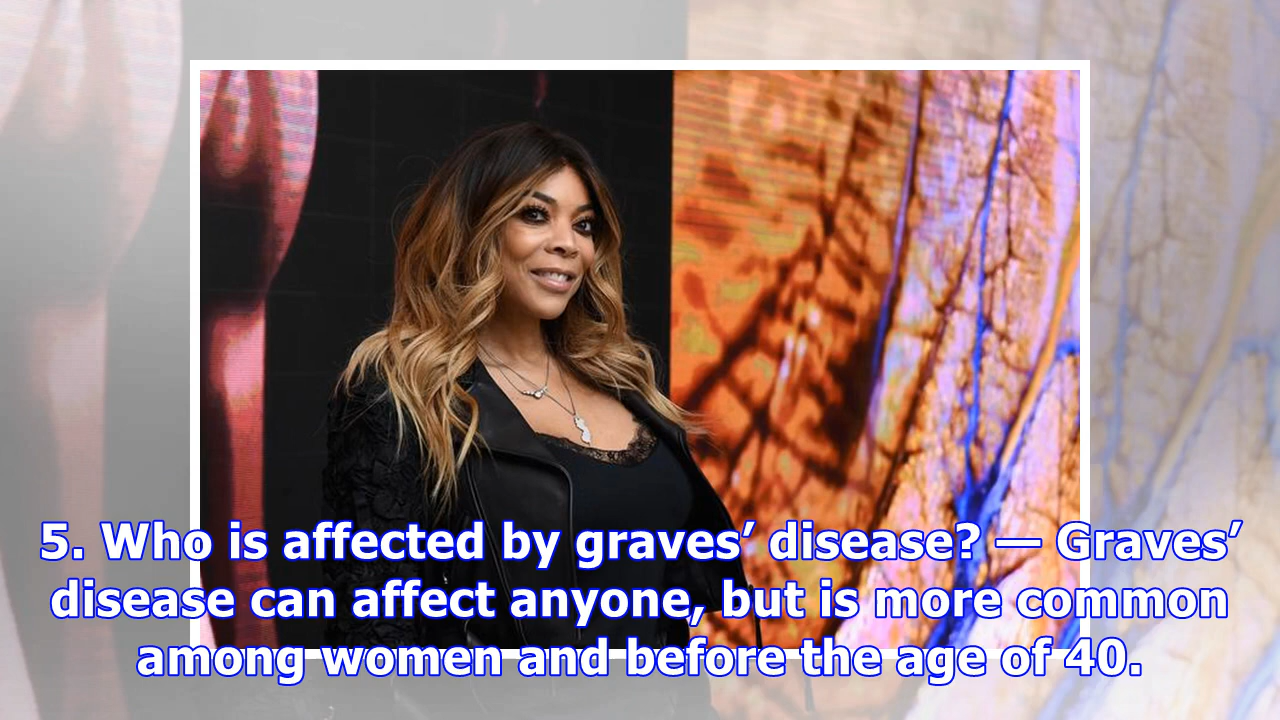 5. Who is affected by graves’ disease? — Graves’
disease can affect anyone, but is more common
among women and before the age of 40.